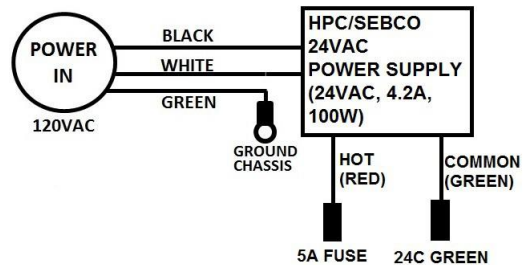 POWER
IN
120VAC
BLACK
WHITE
GREEN
GROUND
CHASSIS
HPC/SEBCO
24VAC
POWER SUPPLY
(24VAC, 4.2A,
100W)
HOT
(RED)
COMMON
(GREEN)
5A FUSE
24C GREEN